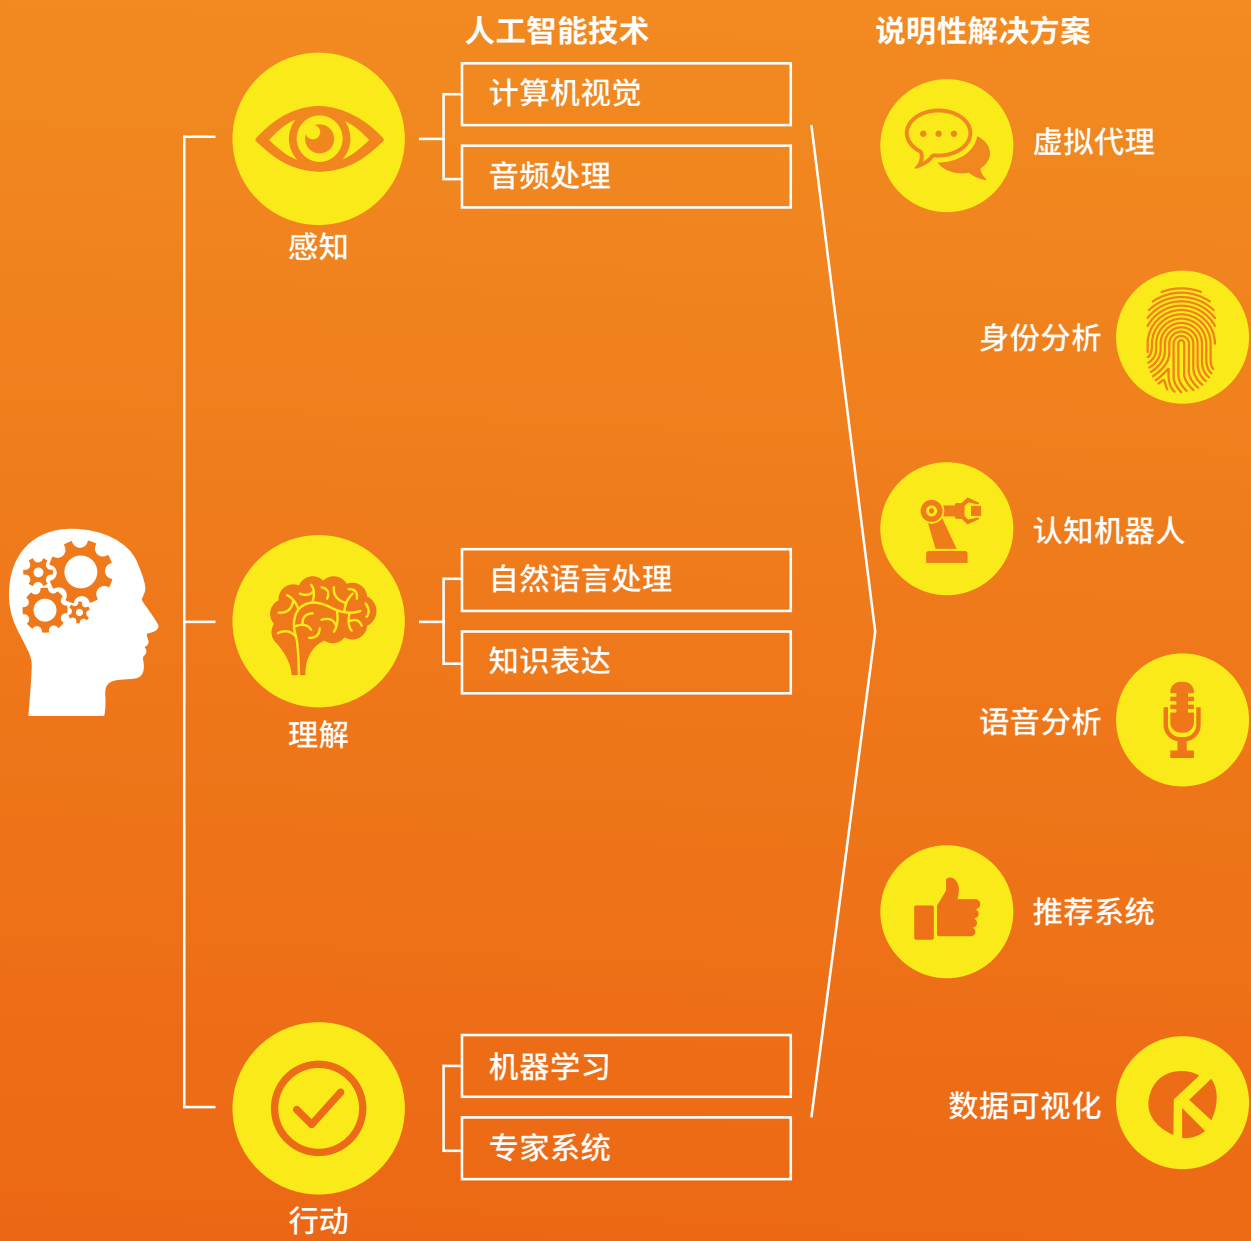 人工智能技术
说明性解决方案
计算机视觉
音频处理
感知
自然语言处理
知识表达
理解
机器学习
专家系统
行动
虚拟代理
身份分析
认知机器人
语音分析
推荐系统
数据可视化